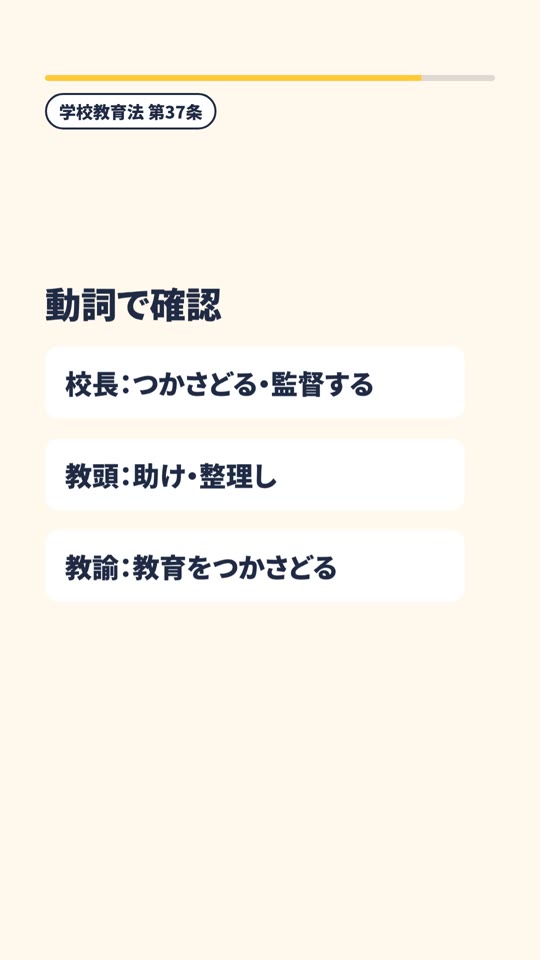 学校教育法 第37条
動詞で確認
校長：つかさどる・監督する
教頭：助け・整理し
教諭：教育をつかさどる